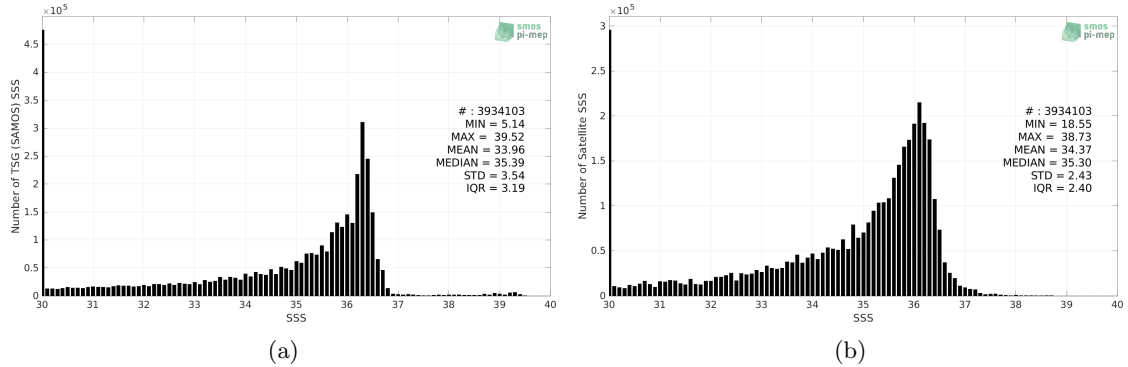 ×10⁵
4.5
4
3.5
3
2.5
2
1.5
1
0.5
0
Number of TSG (SAMOS) SSS
30 31 32 33 34 35 36 37 38 39 40
SSS
smos
pi-mep
# : 3934103
MIN = 5.14
MAX = 39.52
MEAN = 33.96
MEDIAN = 35.39
STD = 3.54
IQR = 3.19
(a)
×10⁵
3
2.5
2
1.5
1
0.5
0
Number of Satellite SSS
30 31 32 33 34 35 36 37 38 39 40
SSS
smos
pi-mep
# : 3934103
MIN = 18.55
MAX = 38.73
MEAN = 34.37
MEDIAN = 35.30
STD = 2.43
IQR = 2.40
(b)